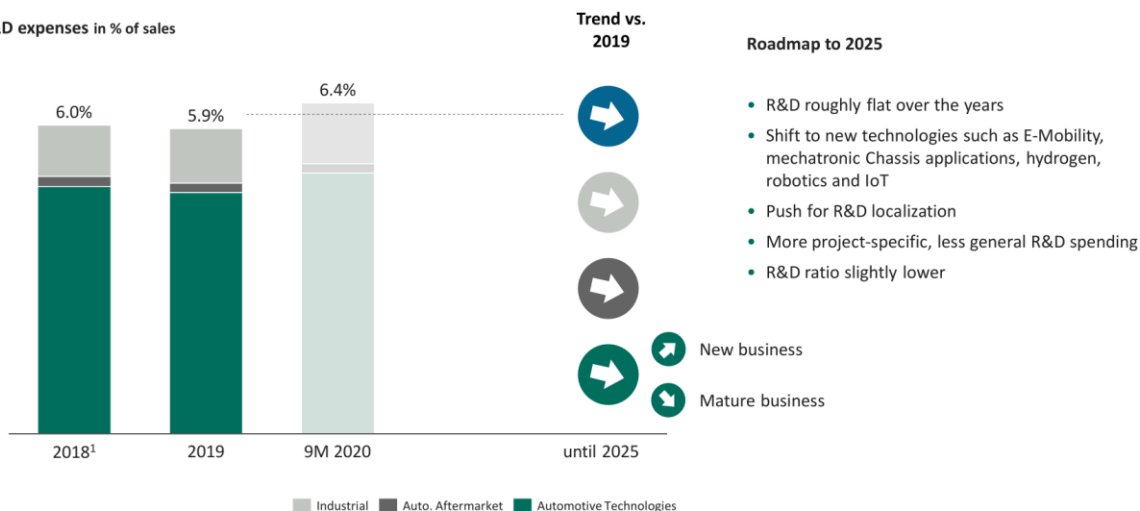 D expenses in % of sales
Trend vs.
2019
Roadmap to 2025
6.0%
5.9%
6.4%
• R&D roughly flat over the years
• Shift to new technologies such as E-Mobility,
mechatronic Chassis applications, hydrogen,
robotics and IoT
• Push for R&D localization
• More project-specific, less general R&D spending
• R&D ratio slightly lower
New business
Mature business
2018¹
2019
9M 2020
until 2025
Industrial
Auto. Aftermarket
Automotive Technologies